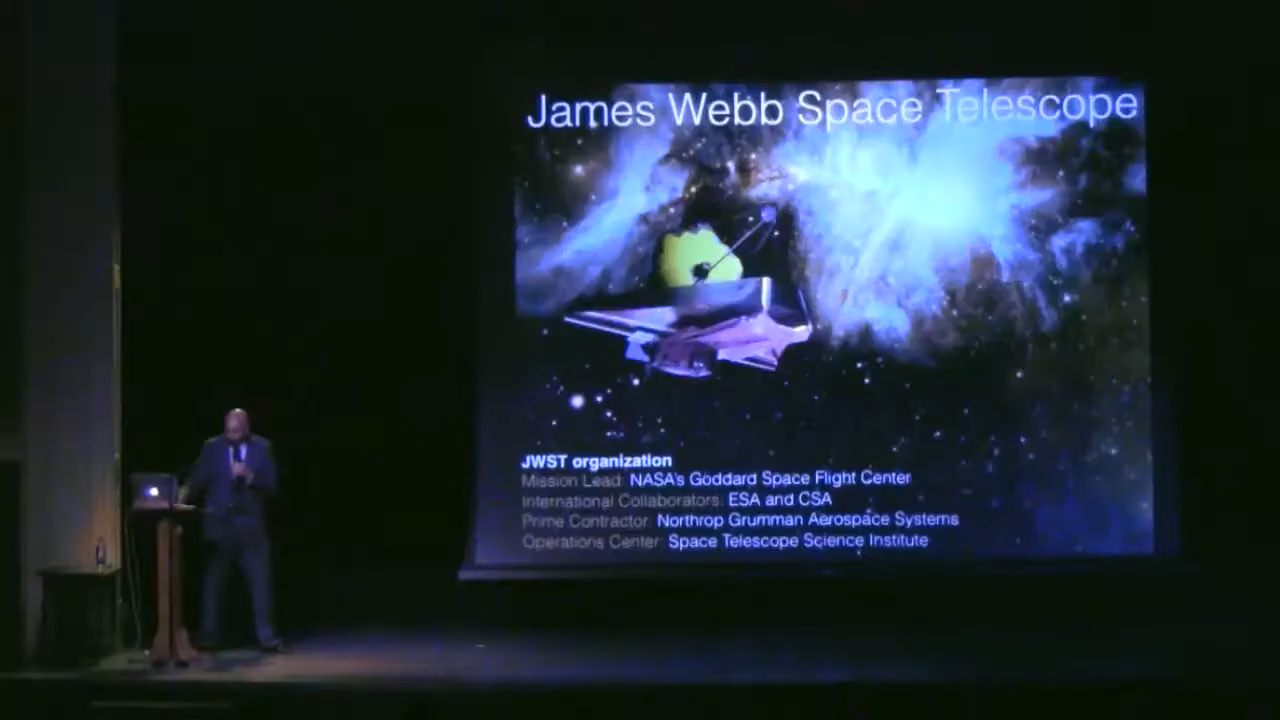 James Webb Space Telescope
JWST organization
Mission Lead: NASA's Goddard Space Flight Center
International Collaborators: ESA and CSA
Prime Contractor: Northrop Grumman Aerospace Systems
Operations Center: Space Telescope Science Institute